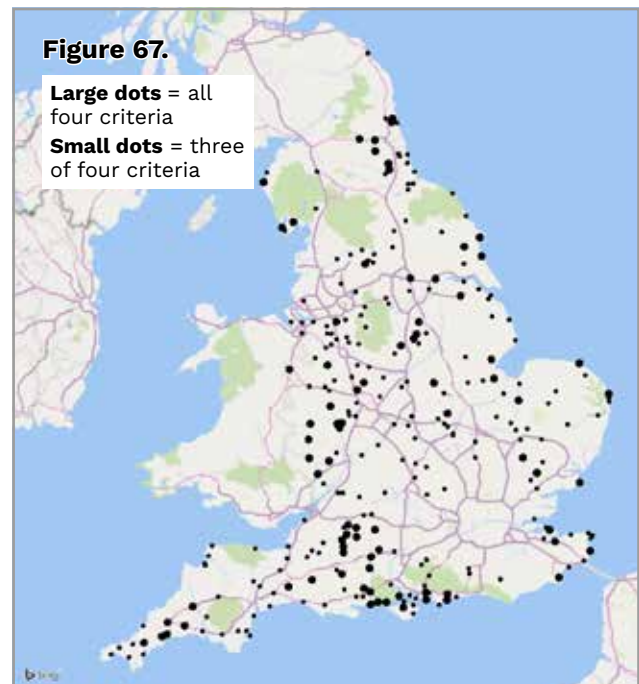 Figure 67.
Large dots = all
four criteria
Small dots = three
of four criteria